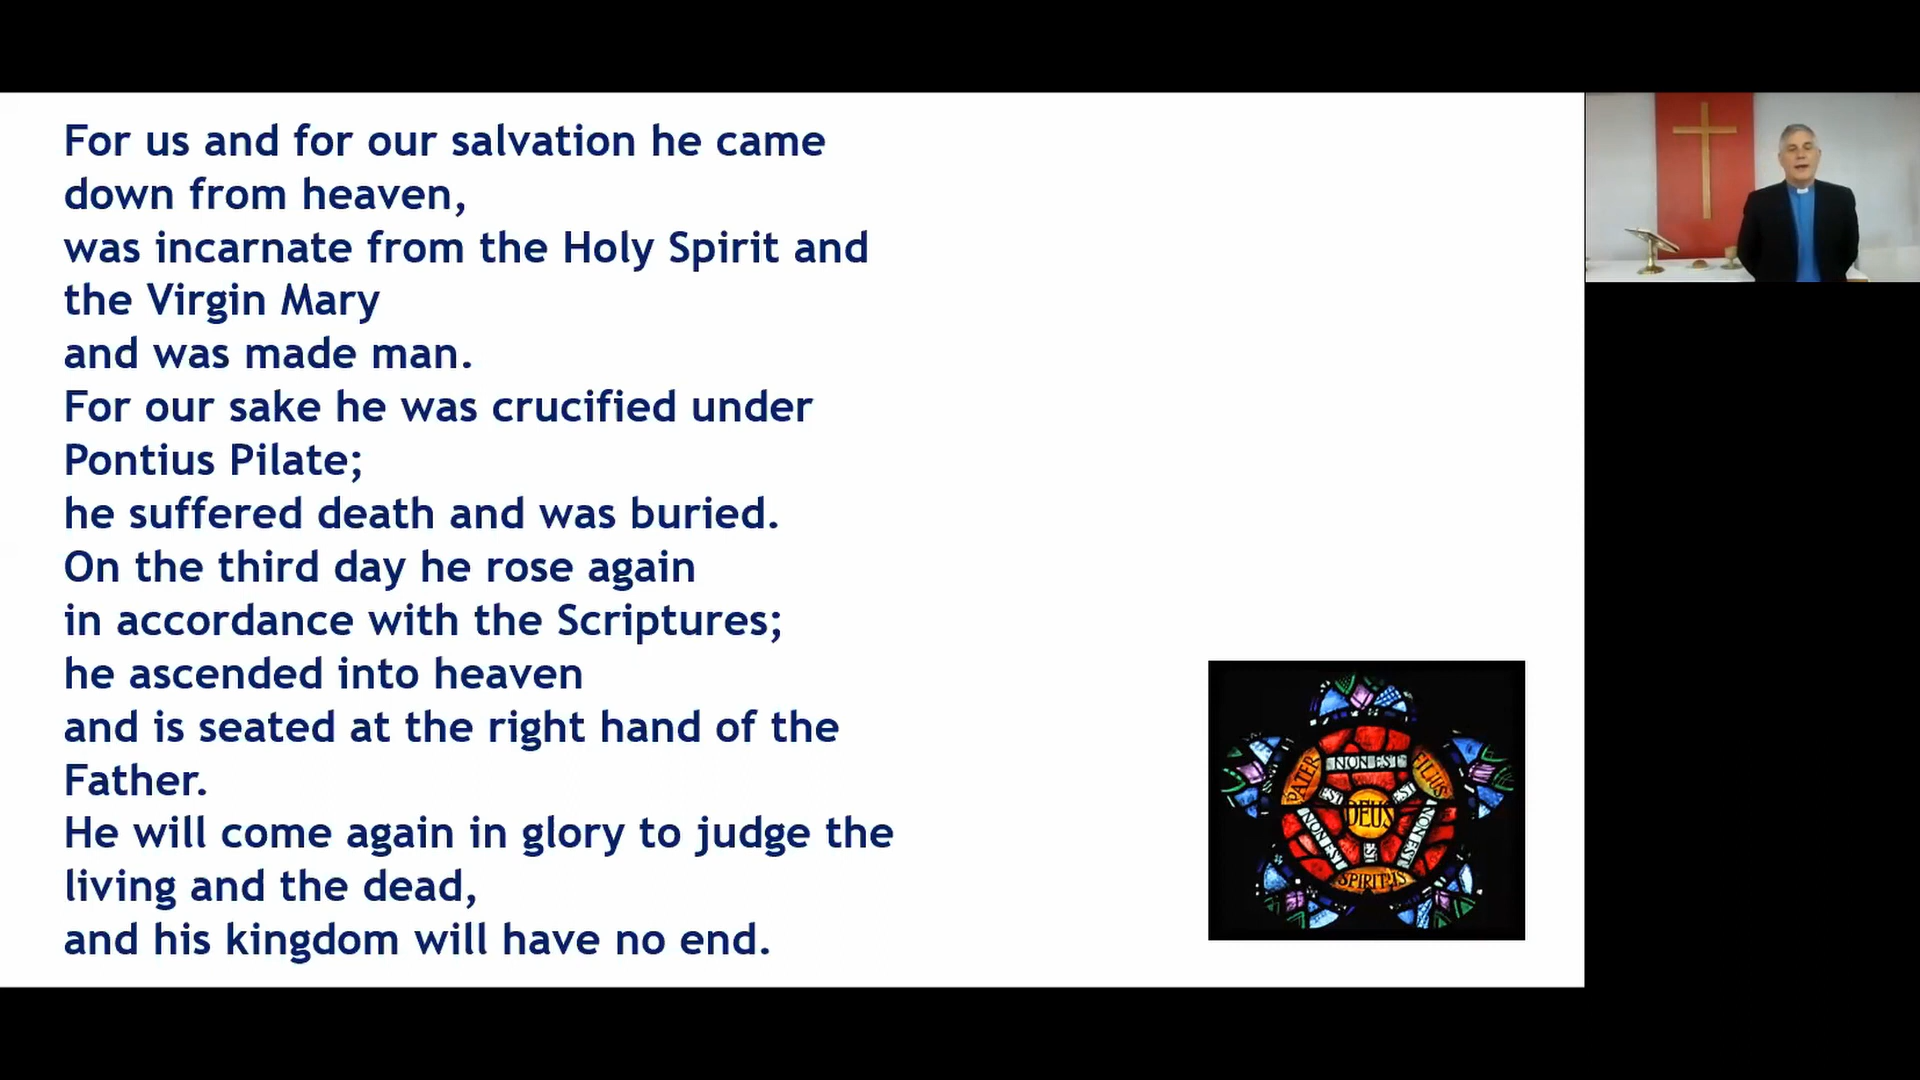 For us and for our salvation he came
down from heaven,
was incarnate from the Holy Spirit and
the Virgin Mary
and was made man.
For our sake he was crucified under
Pontius Pilate;
he suffered death and was buried.
On the third day he rose again
in accordance with the Scriptures;
he ascended into heaven
and is seated at the right hand of the
Father.
He will come again in glory to judge the
living and the dead,
and his kingdom will have no end.
PATER
NON EST
FILIUS
EST
EST
DEUS
NON EST
EST
NON EST